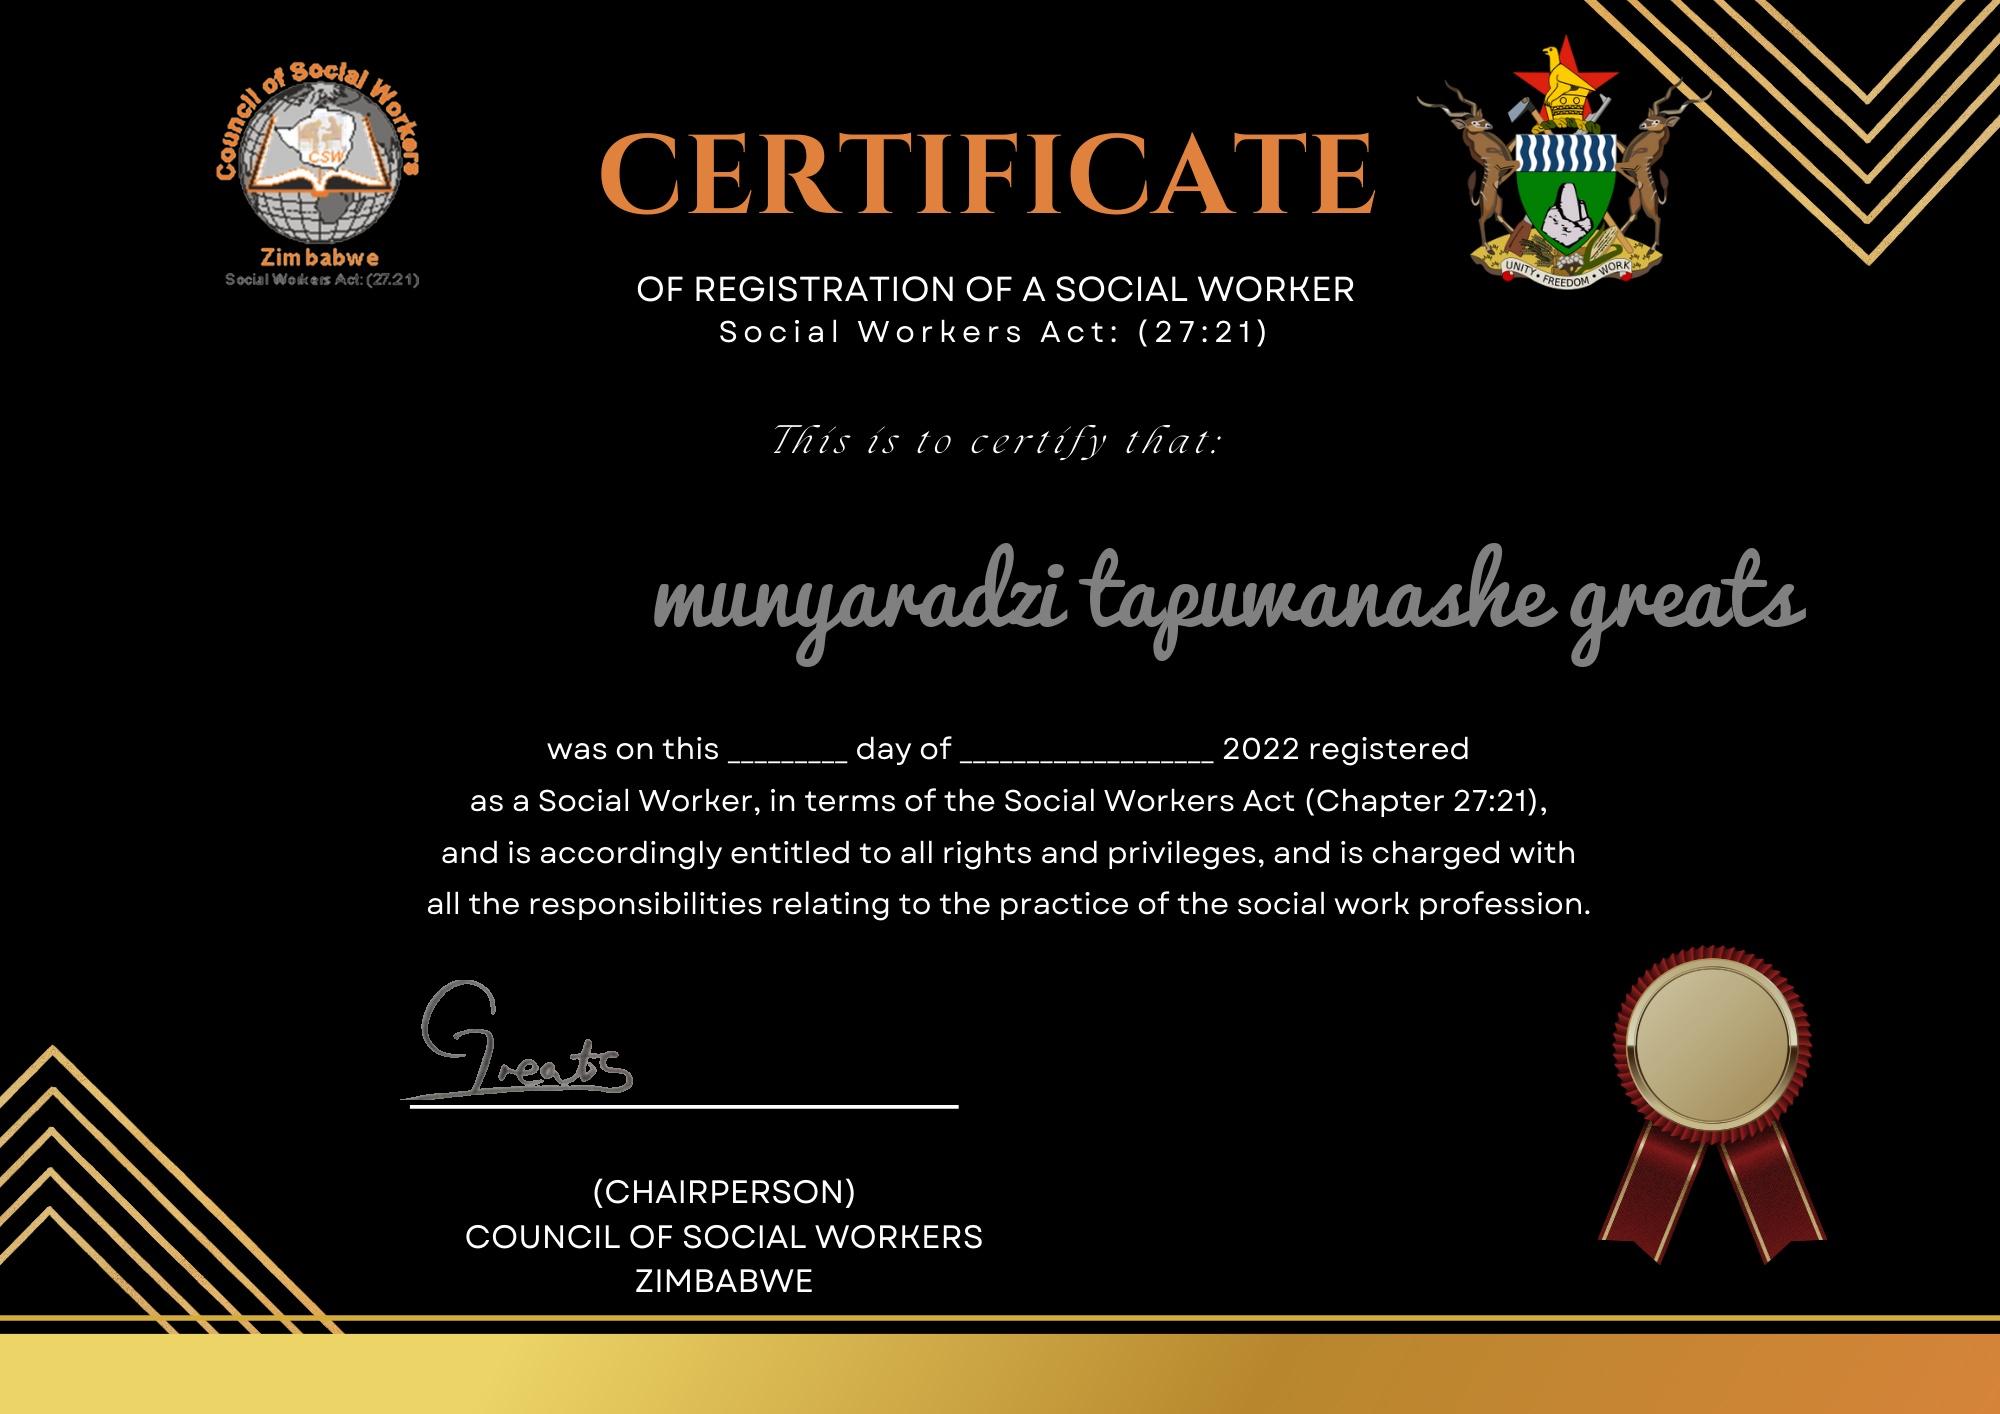 Council of Social Workers
CSW
Zimbabwe
Social Workers Act: (27.21)
CERTIFICATE
UNITY • FREEDOM • WORK
OF REGISTRATION OF A SOCIAL WORKER
Social Workers Act: (27:21)
This is to certify that:
munyaradzi tapuwanashe greats
was on this _________ day of ___________________ 2022 registered
as a Social Worker, in terms of the Social Workers Act (Chapter 27:21),
and is accordingly entitled to all rights and privileges, and is charged with
all the responsibilities relating to the practice of the social work profession.
Greats
(CHAIRPERSON)
COUNCIL OF SOCIAL WORKERS
ZIMBABWE